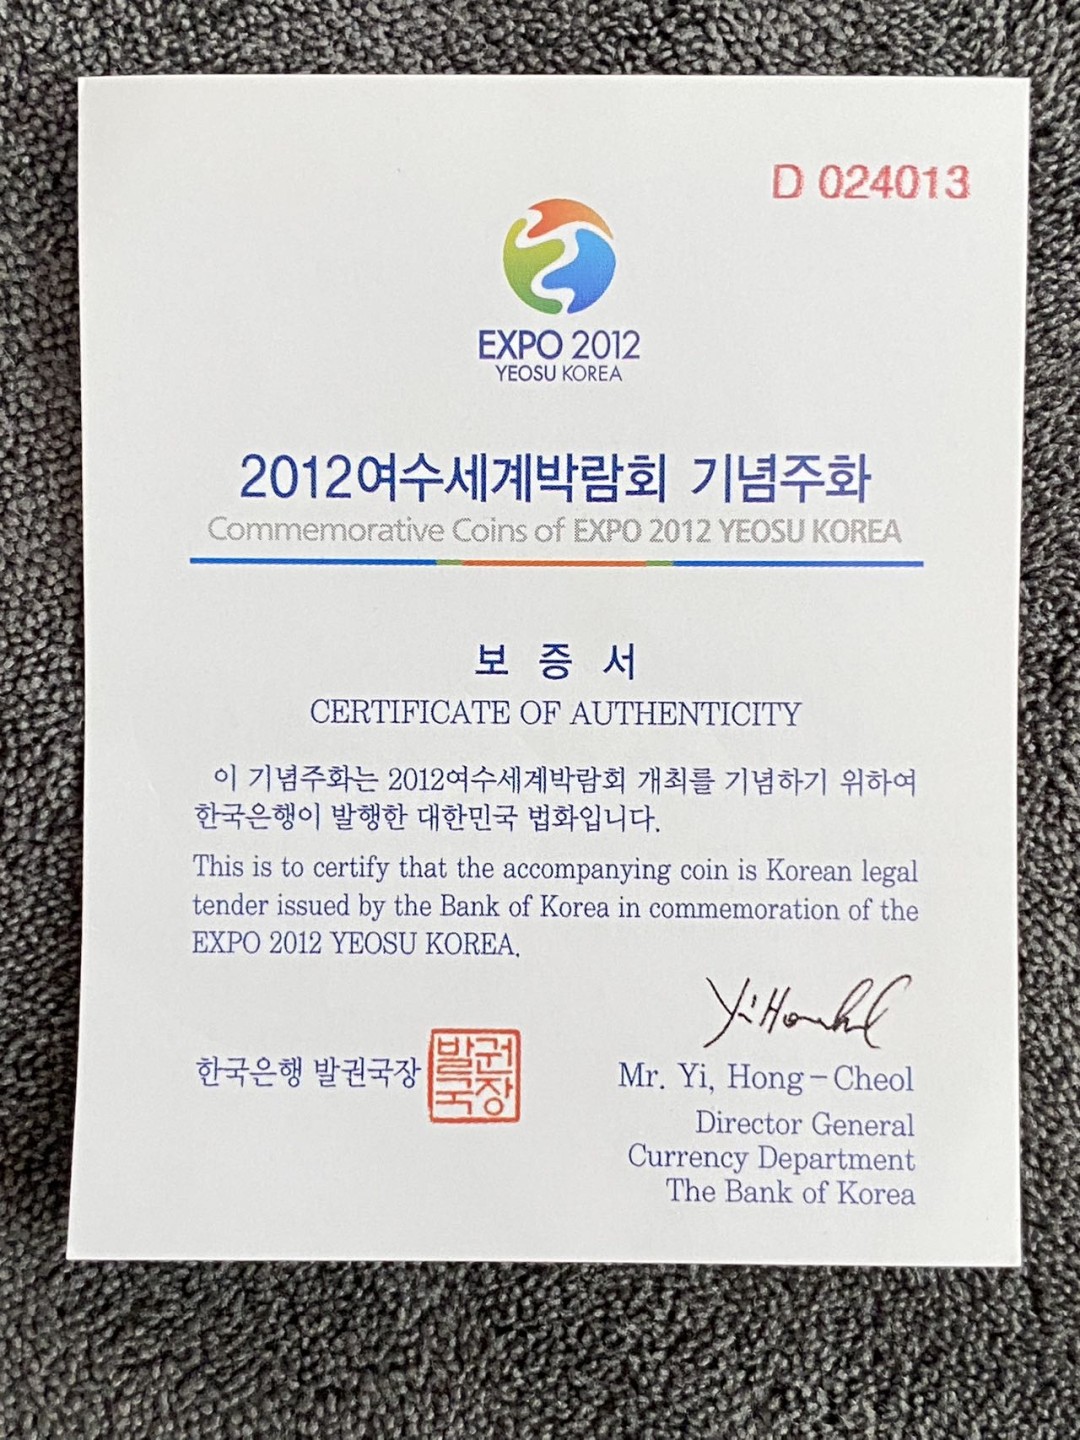 D 024013
EXPO 2012
YEOSU KOREA
2012여수세계박람회 기념주화
Commemorative Coins of EXPO 2012 YEOSU KOREA
보 증 서
CERTIFICATE OF AUTHENTICITY
이 기념주화는 2012여수세계박람회 개최를 기념하기 위하여
한국은행이 발행한 대한민국 법화입니다.
This is to certify that the accompanying coin is Korean legal
tender issued by the Bank of Korea in commemoration of the
EXPO 2012 YEOSU KOREA.
한국은행 발권국장
발권
국장
Mr. Yi, Hong-Cheol
Director General
Currency Department
The Bank of Korea